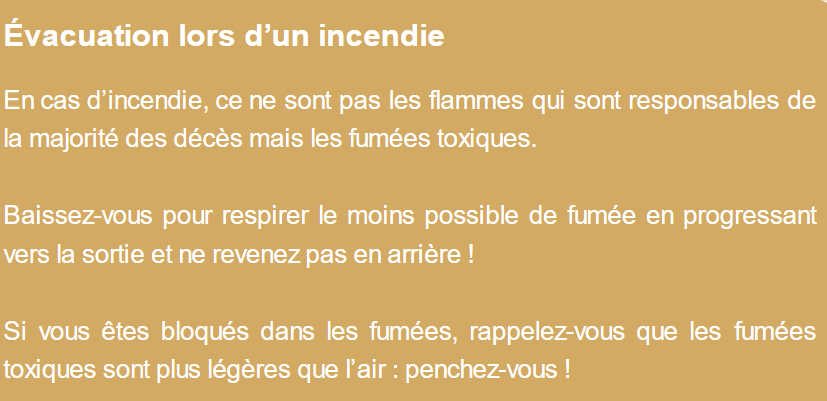 Évacuation lors d’un incendie
En cas d’incendie, ce ne sont pas les flammes qui sont responsables de
la majorité des décès mais les fumées toxiques.
Baissez-vous pour respirer le moins possible de fumée en progressant
vers la sortie et ne revenez pas en arrière !
Si vous êtes bloqués dans les fumées, rappelez-vous que les fumées
toxiques sont plus légères que l’air : penchez-vous !